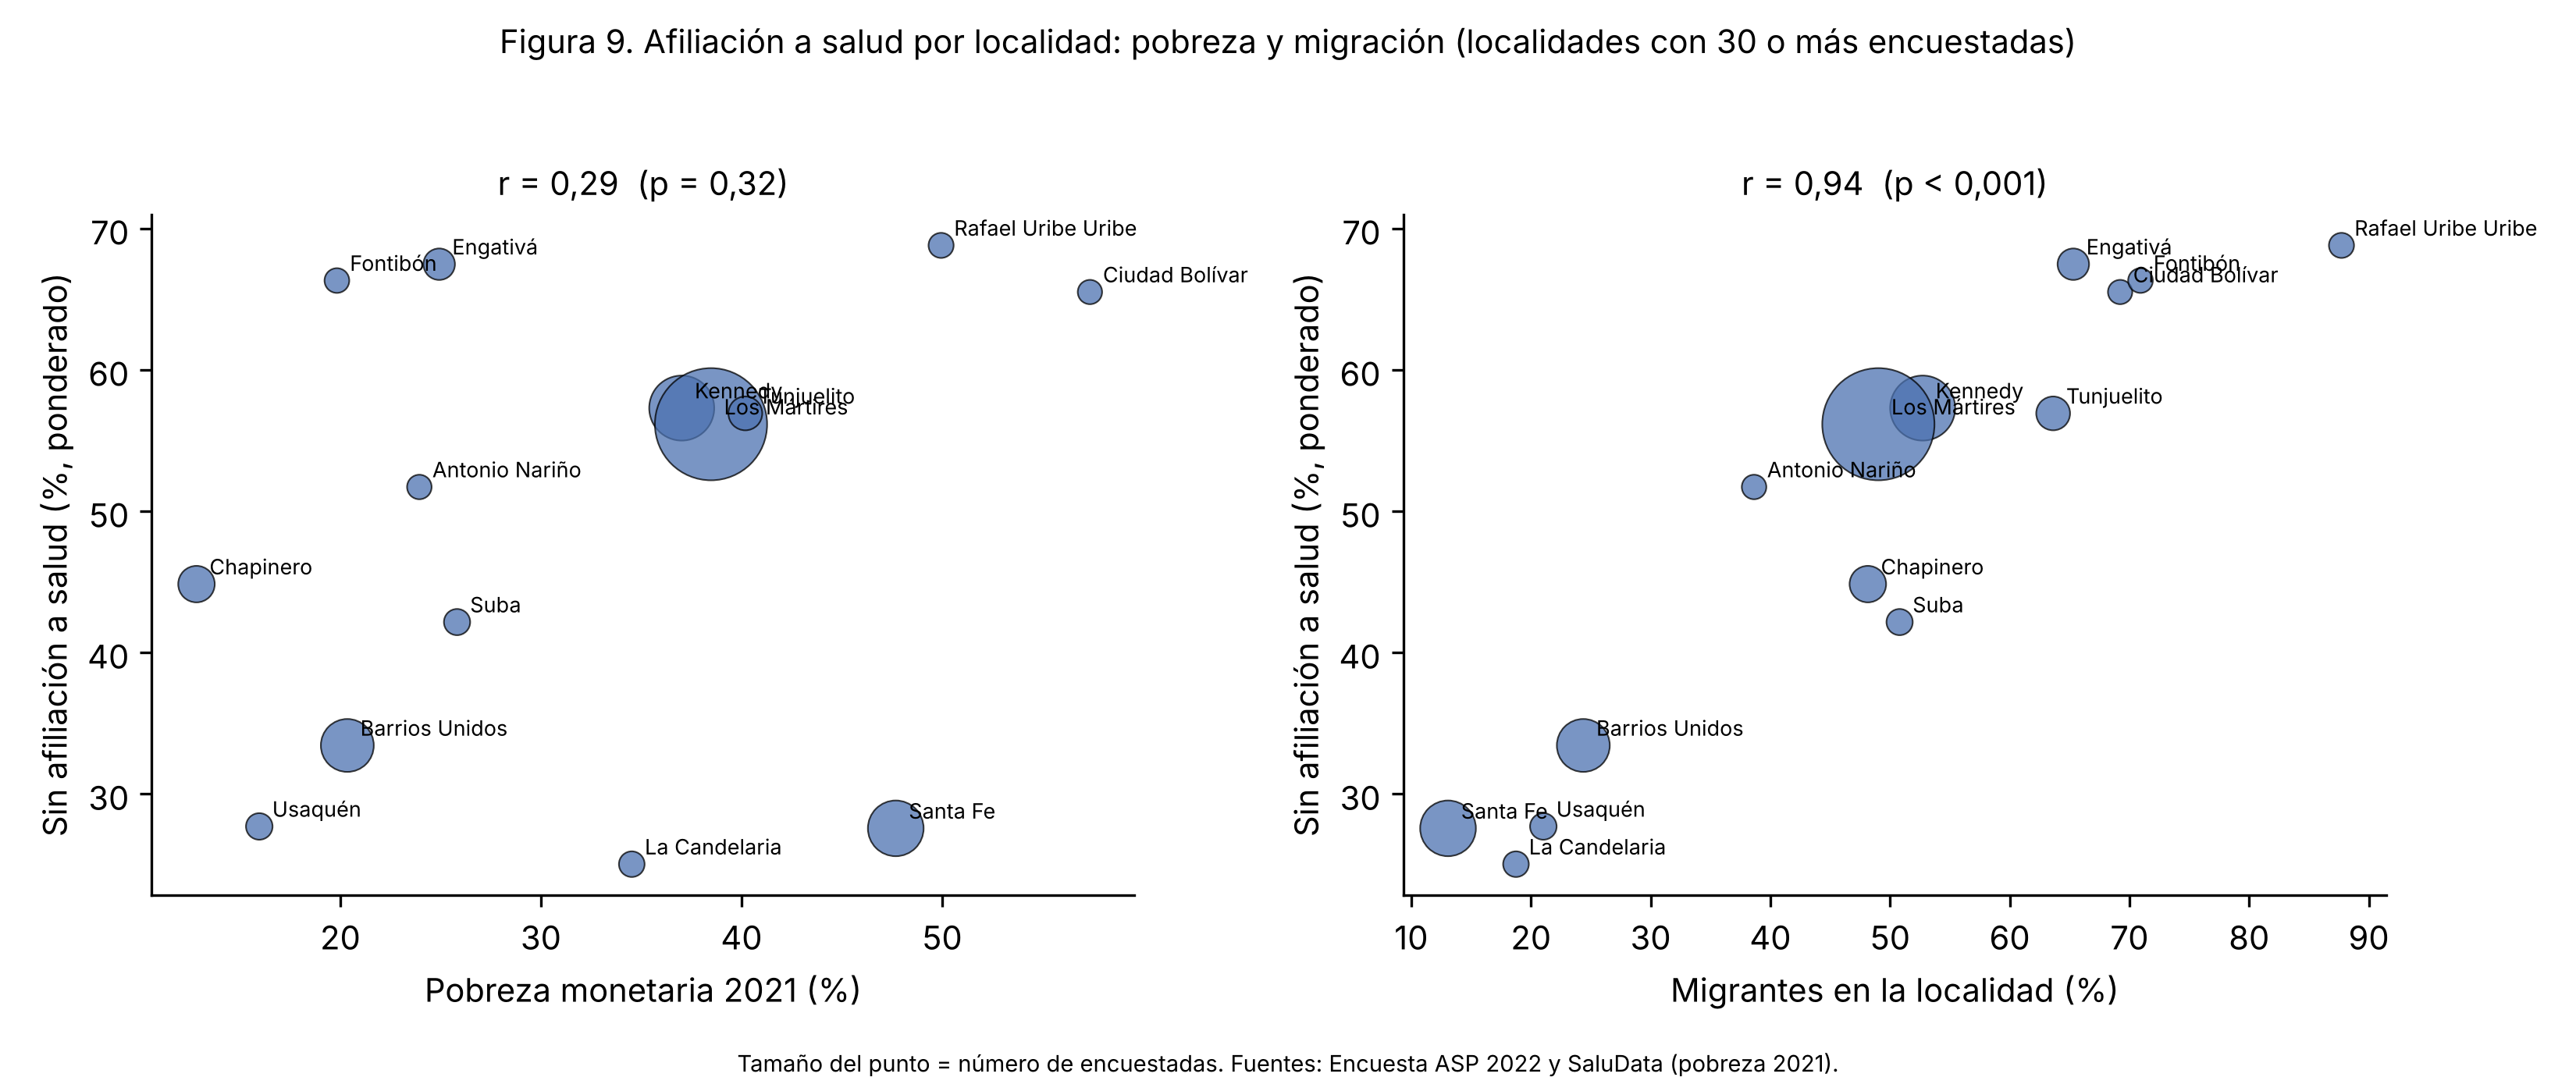 Figura 9. Afiliación a salud por localidad: pobreza y migración (localidades con 30 o más encuestadas)
r = 0,29  (p = 0,32)
Sin afiliación a salud (%, ponderado)
70
60
50
40
30
Rafael Uribe Uribe
Engativá
Fontibón
Ciudad Bolívar
Kennedy
Tunjuelito
Los Mártires
Antonio Nariño
Chapinero
Suba
Barrios Unidos
Usaquén
Santa Fe
La Candelaria
20 30 40 50
Pobreza monetaria 2021 (%)
r = 0,94  (p < 0,001)
Sin afiliación a salud (%, ponderado)
70
60
50
40
30
Rafael Uribe Uribe
Engativá
Fontibón
Ciudad Bolívar
Kennedy
Tunjuelito
Los Mártires
Antonio Nariño
Chapinero
Suba
Barrios Unidos
Santa Fe
Usaquén
La Candelaria
10 20 30 40 50 60 70 80 90
Migrantes en la localidad (%)
Tamaño del punto = número de encuestadas. Fuentes: Encuesta ASP 2022 y SaluData (pobreza 2021).